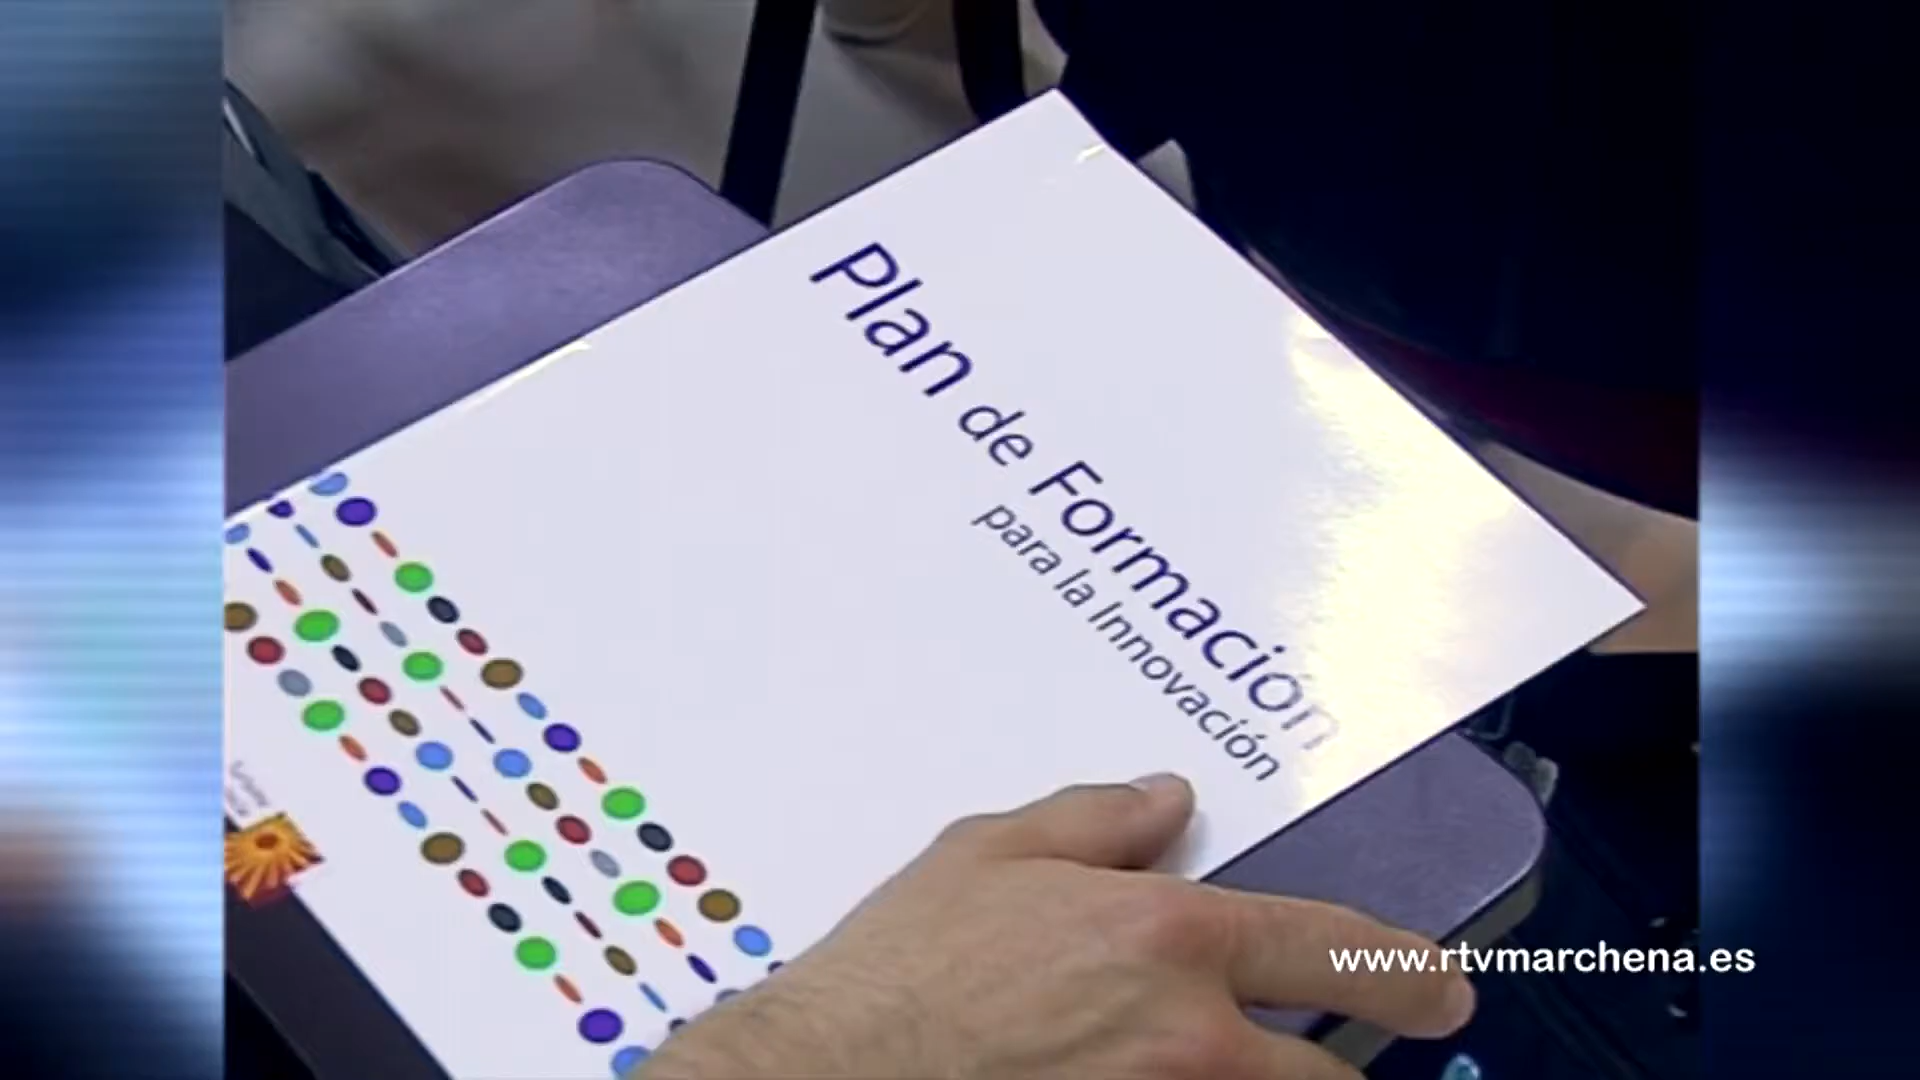 Plan de Formación
para la Innovación
www.rtvmarchena.es